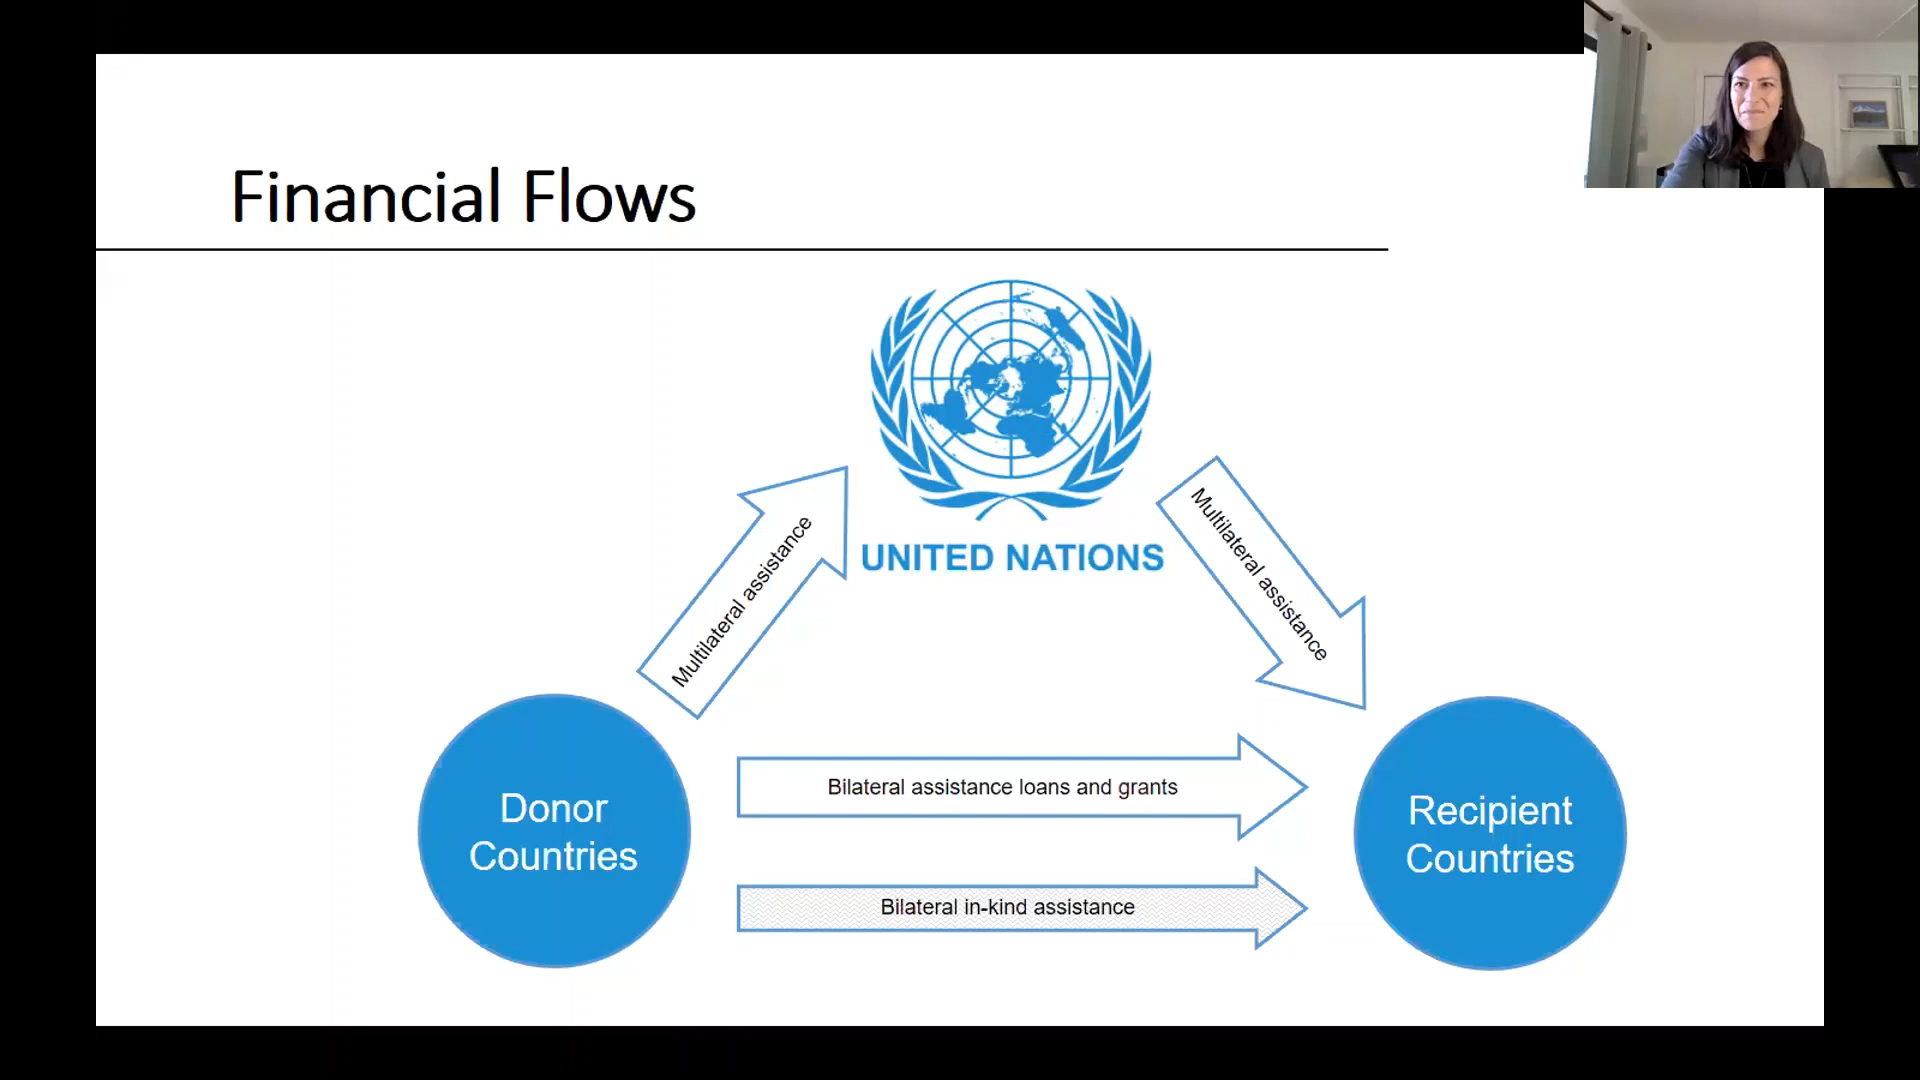 Financial Flows
UNITED NATIONS
Multilateral assistance
Multilateral assistance
Donor
Countries
Bilateral assistance loans and grants
Bilateral in-kind assistance
Recipient
Countries